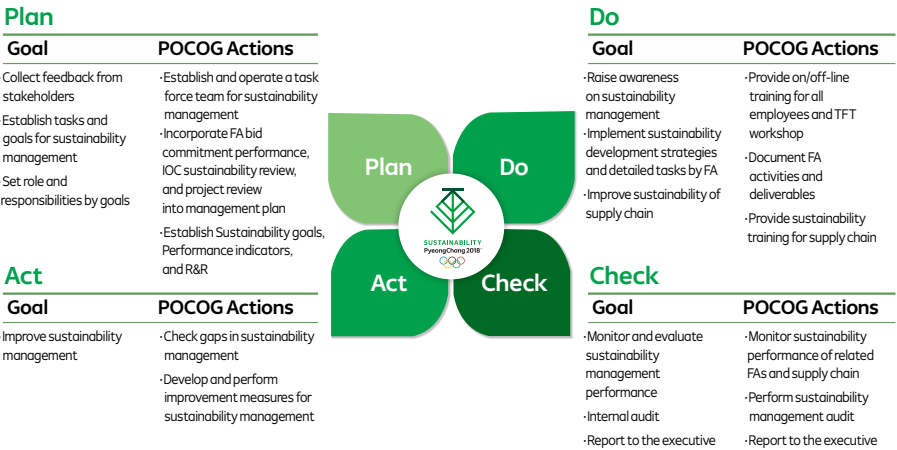 Plan
Goal
POCOG Actions
·Collect feedback from
stakeholders
·Establish tasks and
goals for sustainability
management
·Set role and
responsibilities by goals
·Establish and operate a task
force team for sustainability
management
·Incorporate FA bid
commitment performance,
IOC sustainability review,
and project review
into management plan
·Establish Sustainability goals,
Performance indicators,
and R&R
Do
Goal
POCOG Actions
·Raise awareness
on sustainability
management
·Implement sustainability
development strategies
and detailed tasks by FA
·Improve sustainability of
supply chain
·Provide on/off-line
training for all
employees and TFT
workshop
·Document FA
activities and
deliverables
·Provide sustainability
training for supply chain
Plan
Do
SUSTAINABILITY
PyeongChang 2018
Act
Check
Act
Goal
POCOG Actions
·Improve sustainability
management
·Check gaps in sustainability
management
·Develop and perform
improvement measures for
sustainability management
Check
Goal
POCOG Actions
·Monitor and evaluate
sustainability
management
performance
·Internal audit
·Report to the executive
·Monitor sustainability
performance of related
FAs and supply chain
·Perform sustainability
management audit
·Report to the executive